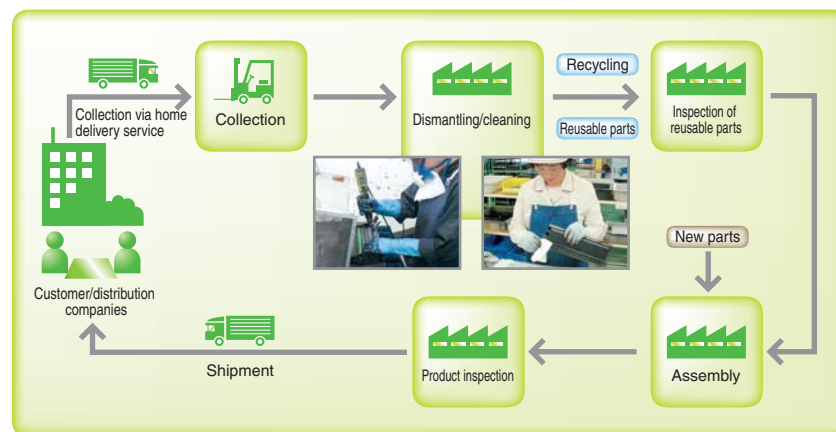 Collection via home
delivery service
Collection
Dismantling/cleaning
Recycling
Reusable parts
Inspection of
reusable parts
New parts
Assembly
Product inspection
Shipment
Customer/distribution
companies